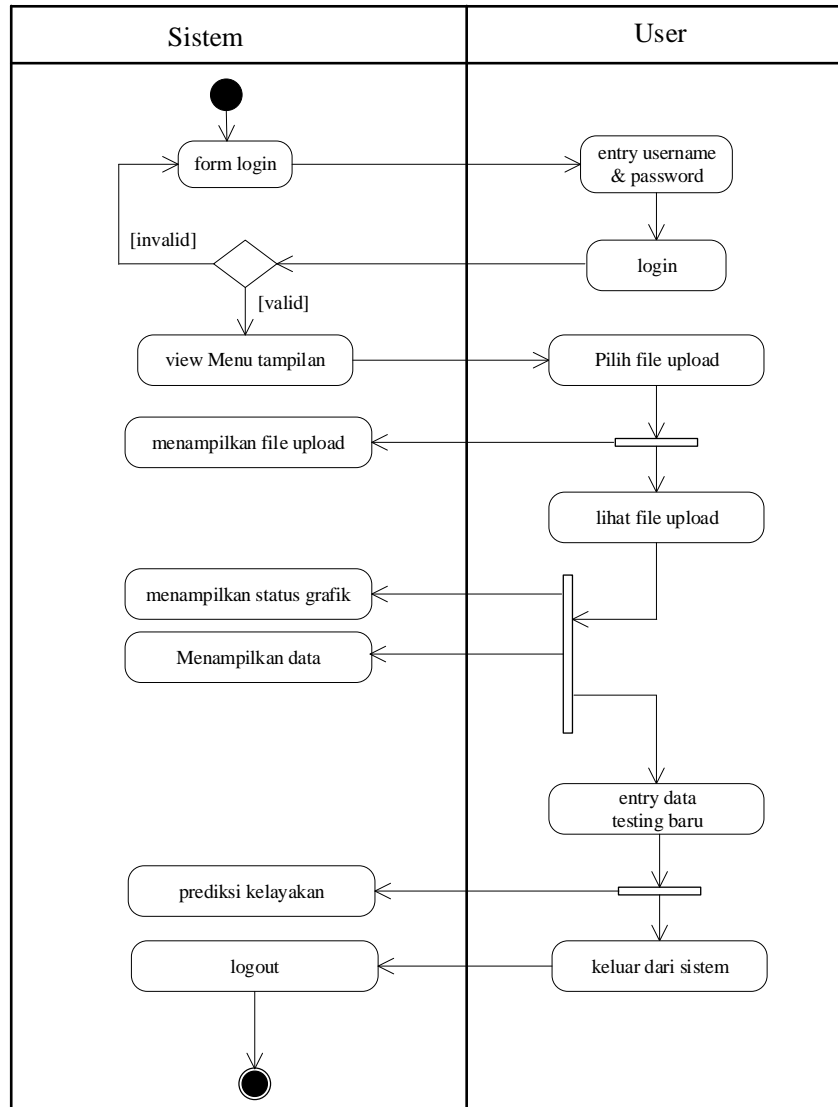 Sistem
User
form login
entry username
& password
[invalid]
login
[valid]
view Menu tampilan
Pilih file upload
menampilkan file upload
lihat file upload
menampilkan status grafik
Menampilkan data
entry data
testing baru
prediksi kelayakan
logout
keluar dari sistem